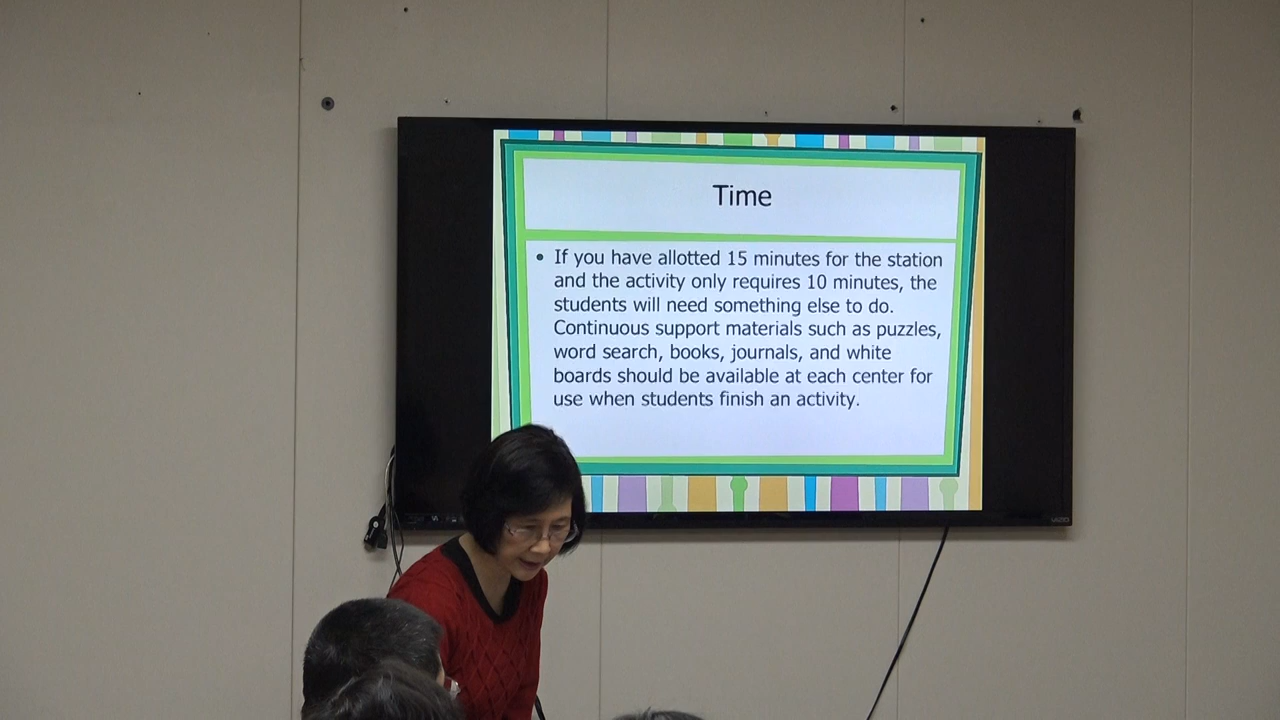 Time
• If you have allotted 15 minutes for the station
and the activity only requires 10 minutes, the
students will need something else to do.
Continuous support materials such as puzzles,
word search, books, journals, and white
boards should be available at each center for
use when students finish an activity.
VIZIO